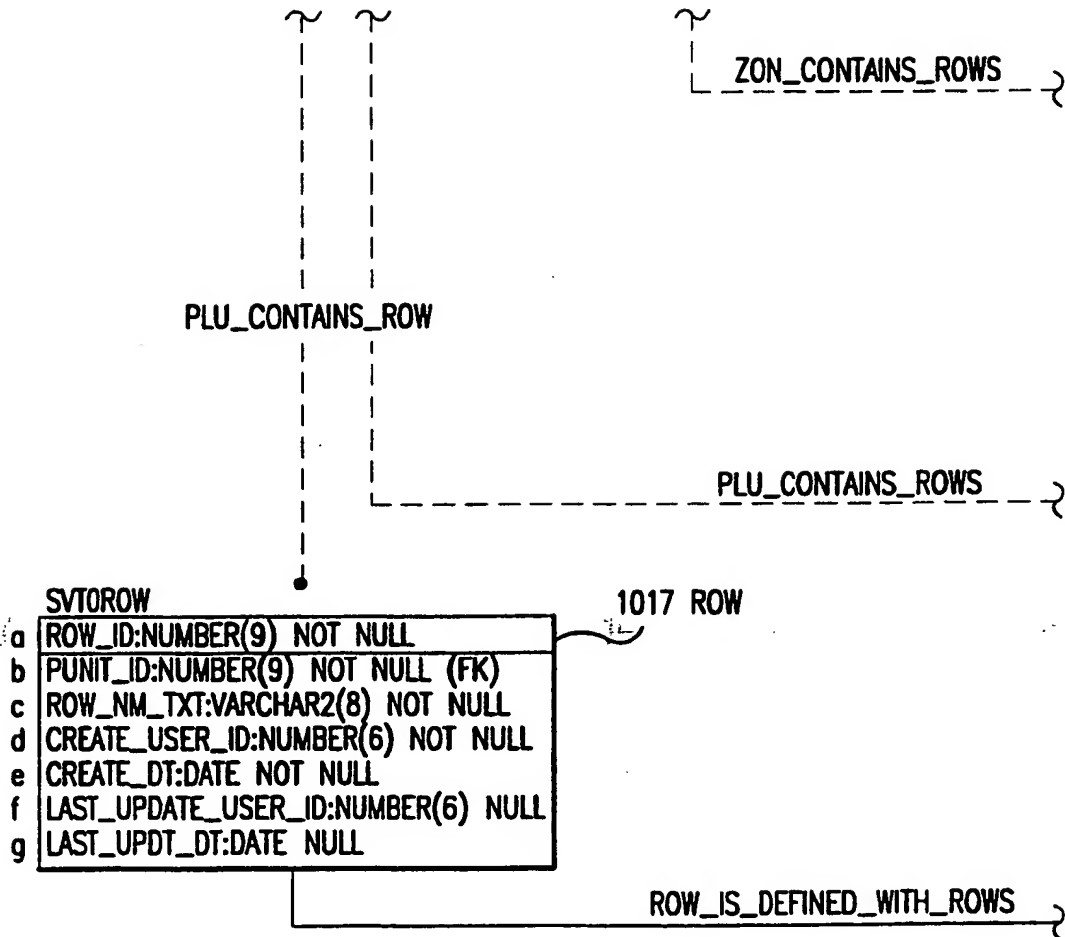 ZON_CONTAINS_ROWS
PLU_CONTAINS_ROW
PLU_CONTAINS_ROWS
SVTOROW
1017 ROW
a ROW_ID:NUMBER(9) NOT NULL
b PUNIT_ID:NUMBER(9) NOT NULL (FK)
c ROW_NM_TXT:VARCHAR2(8) NOT NULL
d CREATE_USER_ID:NUMBER(6) NOT NULL
e CREATE_DT:DATE NOT NULL
f LAST_UPDATE_USER_ID:NUMBER(6) NULL
g LAST_UPDT_DT:DATE NULL
ROW_IS_DEFINED_WITH_ROWS